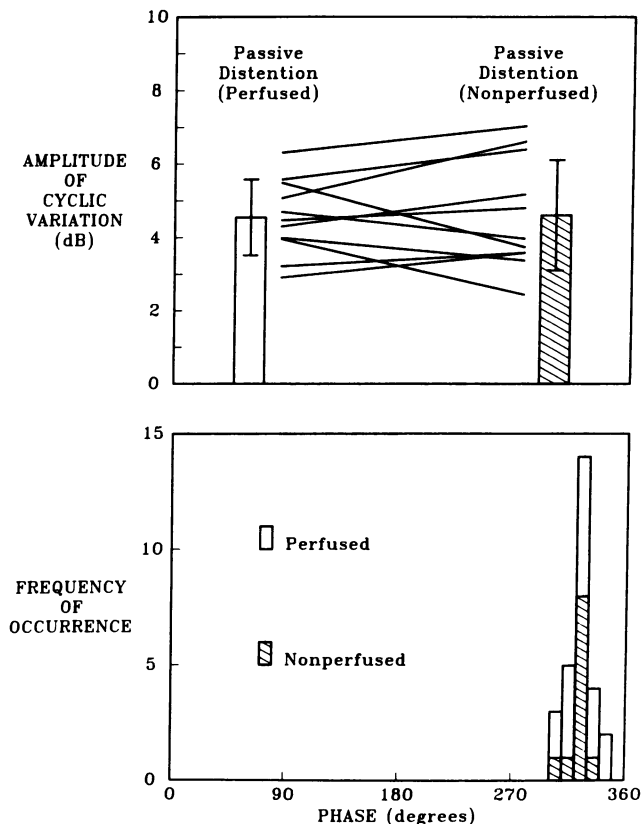 10
8
6
4
2
0
AMPLITUDE
OF
CYCLIC
VARIATION
(dB)
Passive
Distention
(Perfused)
Passive
Distention
(Nonperfused)
15
10
5
0
FREQUENCY
OF
OCCURRENCE
Perfused
Nonperfused
0 90 180 270 360
PHASE (degrees)